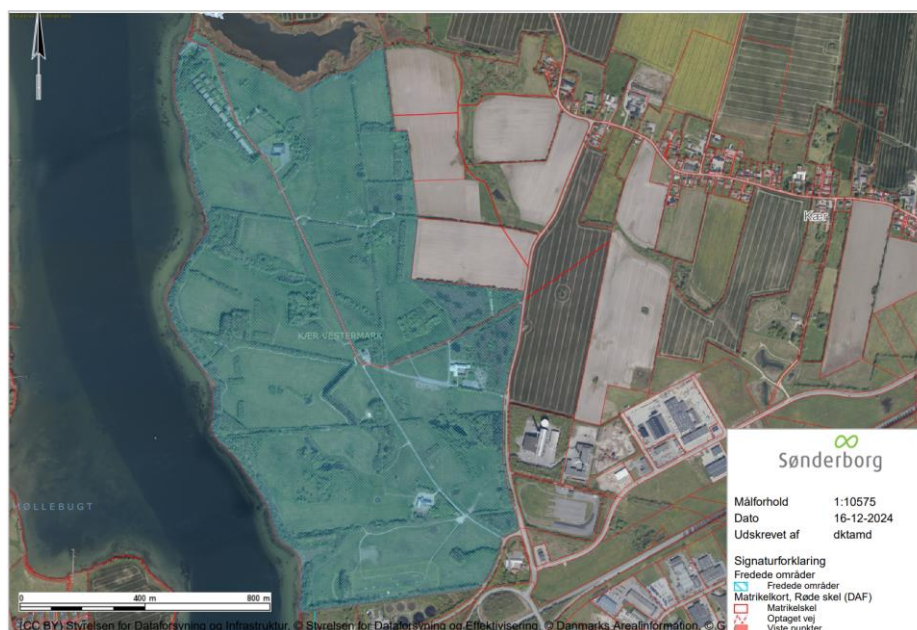 Kær
KÆR VESTERMARK
MØLLEBUGT
0 400 m 800 m
Sønderborg
Målforhold 1:10575
Dato 16-12-2024
Udskrevet af dktamd
Signaturforklaring
Fredede områder
Fredede områder
Matrikelkort, Røde skel (DAF)
Matrikelskel
Optaget vej
Viste punkter
(CC BY) Styrelsen for Dataforsyning og Infrastruktur, © Styrelsen for Dataforsyning og Effektivisering, © Danmarks Arealinformation, © G